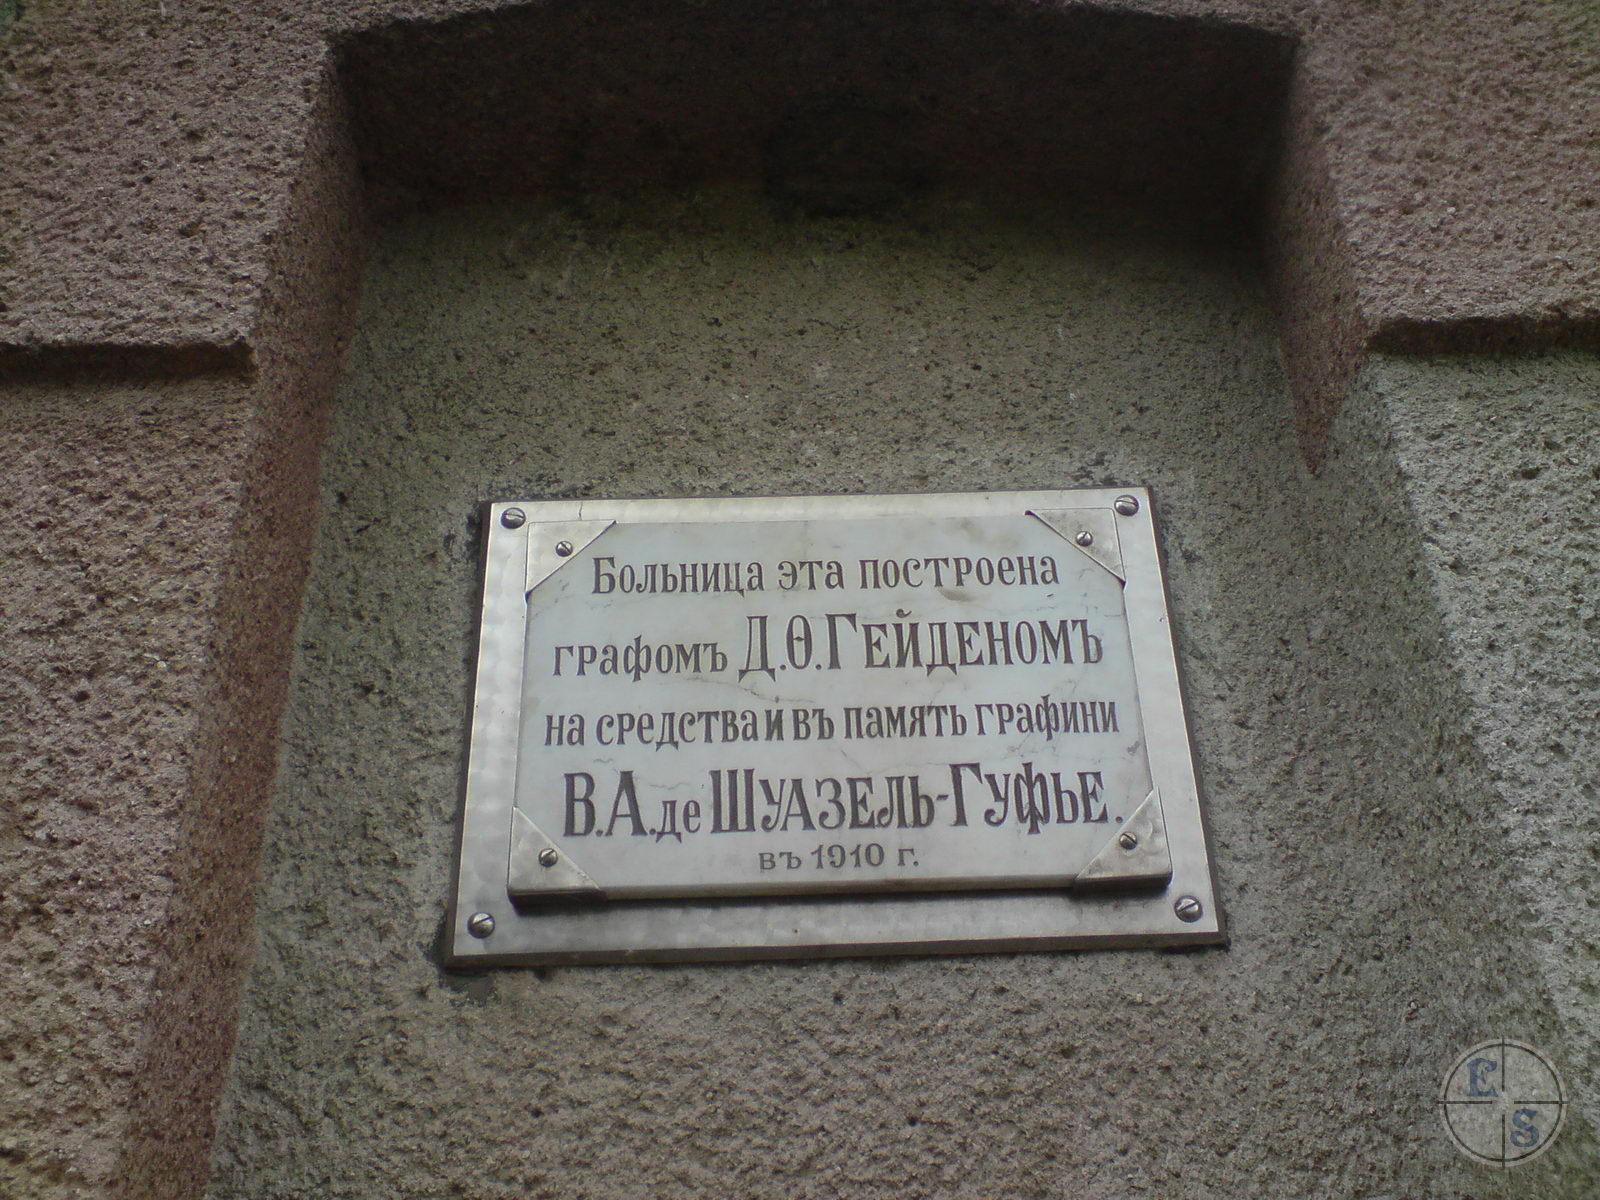 Больница эта построена
графомъ Д.Ѳ.Гейденомъ
на средства и въ память графини
В.А.де Шуазель-Гуфье.
въ 1910 г.
E
S